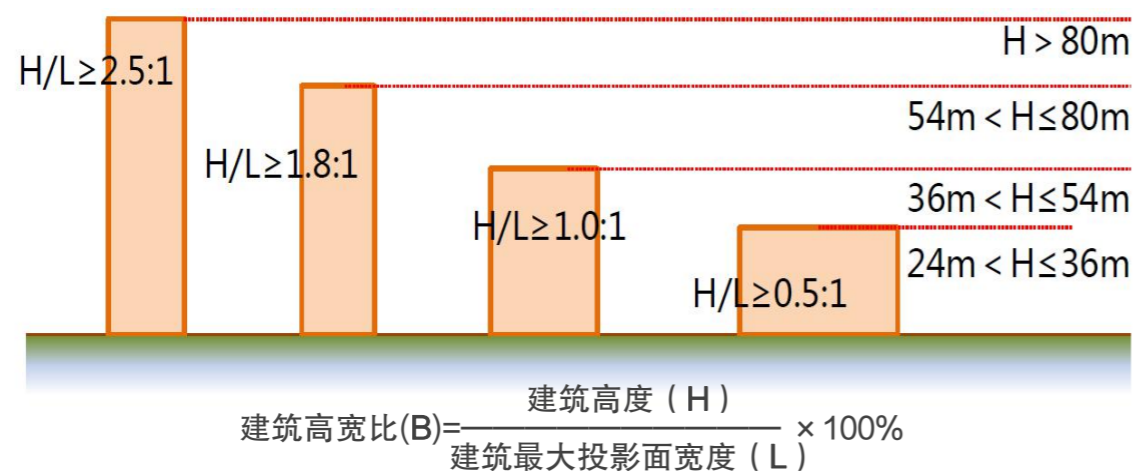 H > 80m
H/L≥2.5:1
54m < H≤80m
H/L≥1.8:1
36m < H≤54m
H/L≥1.0:1
24m < H≤36m
H/L≥0.5:1
建筑高度（H）
建筑高宽比(B)=——————————— × 100%
建筑最大投影面宽度（L）